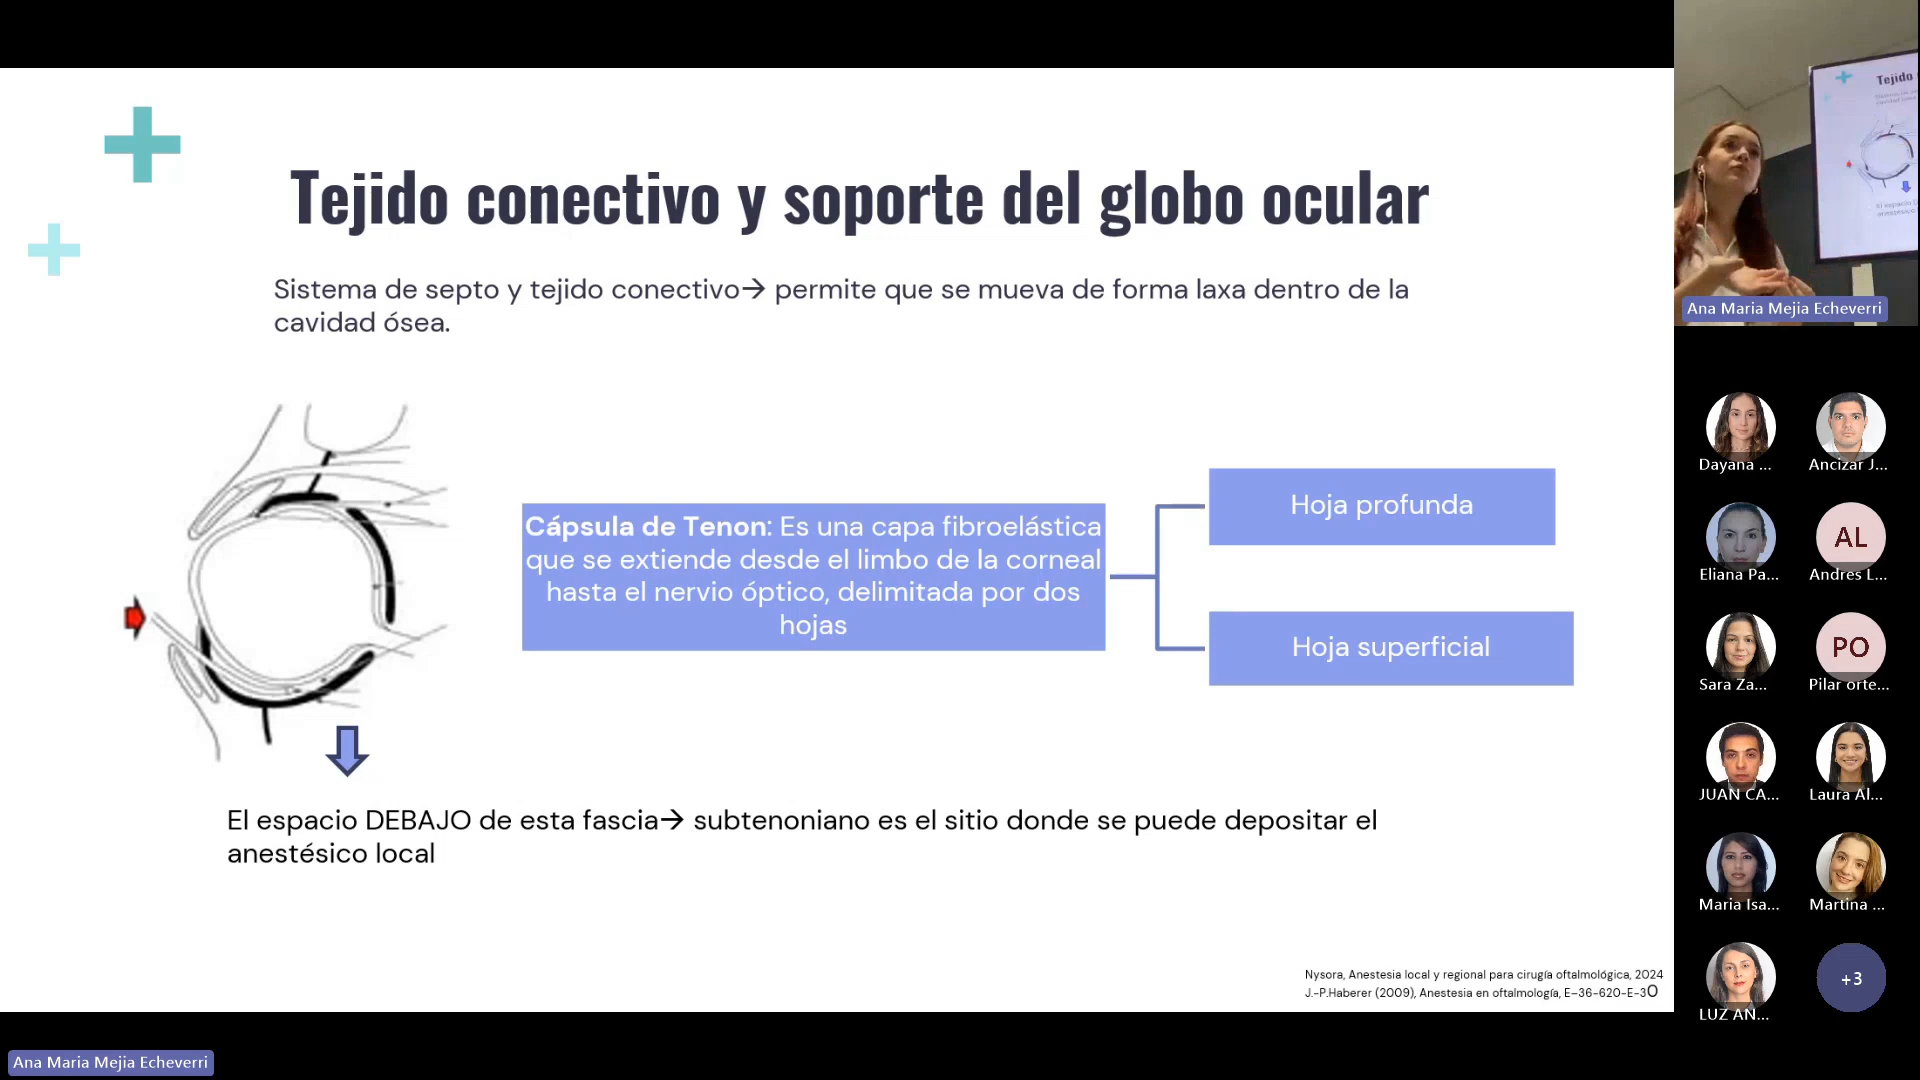 Tejido conectivo y soporte del globo ocular
Sistema de septo y tejido conectivo→ permite que se mueva de forma laxa dentro de la
cavidad ósea.
Cápsula de Tenon: Es una capa fibroelástica
que se extiende desde el limbo de la corneal
hasta el nervio óptico, delimitada por dos
hojas
Hoja profunda
Hoja superficial
El espacio DEBAJO de esta fascia→ subtenoniano es el sitio donde se puede depositar el
anestésico local
Nysora, Anestesia local y regional para cirugía oftalmológica, 2024
J.-P.Haberer (2009), Anestesia en oftalmología, E–36-620-E-30
Tejido
Ana Maria Mejia Echeverri
Dayana ...
Ancizar J...
Eliana Pa...
AL
Andres L...
Sara Za...
PO
Pilar orte...
JUAN CA...
Laura Al...
Maria Isa...
Martina ...
LUZ AN...
+3
Ana Maria Mejia Echeverri